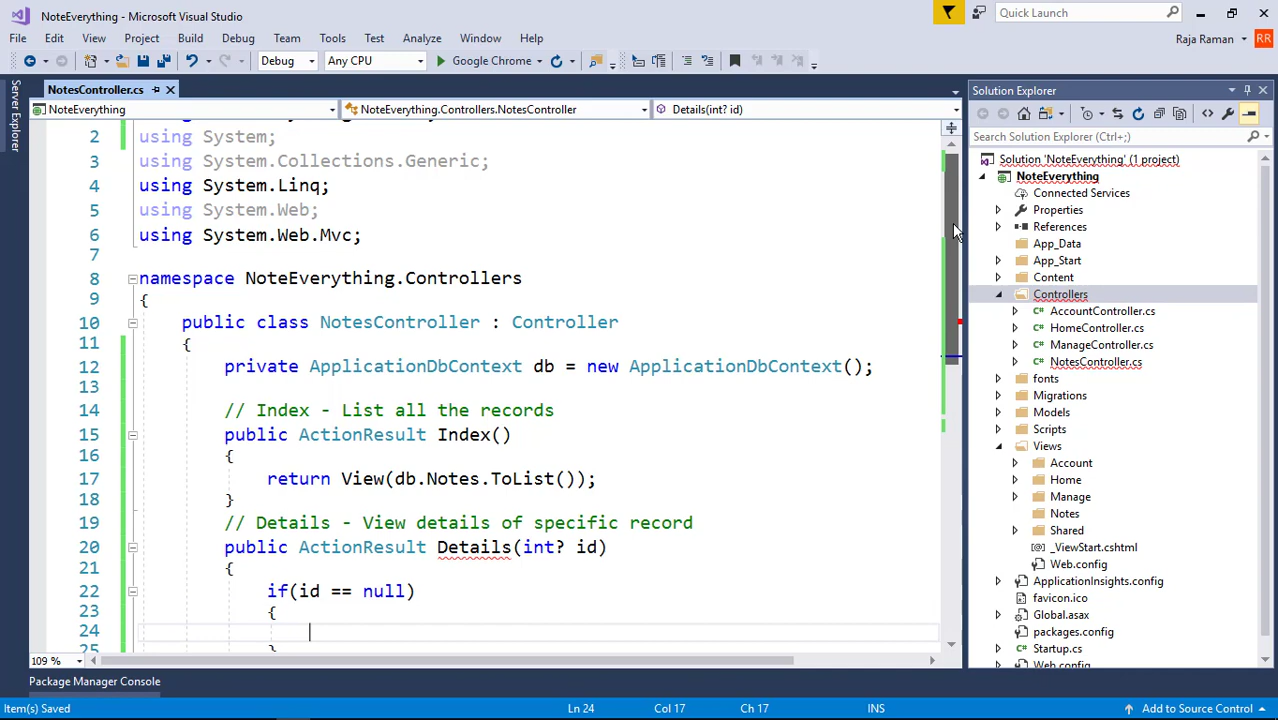 NoteEverything - Microsoft Visual Studio
Quick Launch
File Edit View Project Build Debug Team Tools Test Analyze Window Help
Raja Raman RR
Debug Any CPU Google Chrome
Server Explorer
NotesController.cs
NoteEverything NoteEverything.Controllers.NotesController Details(int? id)
2 using System;
3 using System.Collections.Generic;
4 using System.Linq;
5 using System.Web;
6 using System.Web.Mvc;
7
8 namespace NoteEverything.Controllers
9 {
10 public class NotesController : Controller
11 {
12 private ApplicationDbContext db = new ApplicationDbContext();
13
14 // Index - List all the records
15 public ActionResult Index()
16 {
17 return View(db.Notes.ToList());
18 }
19 // Details - View details of specific record
20 public ActionResult Details(int? id)
21 {
22 if(id == null)
23 {
24
25 }
109 %
Solution Explorer
Search Solution Explorer (Ctrl+;)
Solution 'NoteEverything' (1 project)
NoteEverything
Connected Services
Properties
References
App_Data
App_Start
Content
Controllers
AccountController.cs
HomeController.cs
ManageController.cs
NotesController.cs
fonts
Migrations
Models
Scripts
Views
Account
Home
Manage
Notes
Shared
_ViewStart.cshtml
Web.config
ApplicationInsights.config
favicon.ico
Global.asax
packages.config
Startup.cs
Web.config
Package Manager Console
Item(s) Saved Ln 24 Col 17 Ch 17 INS Add to Source Control